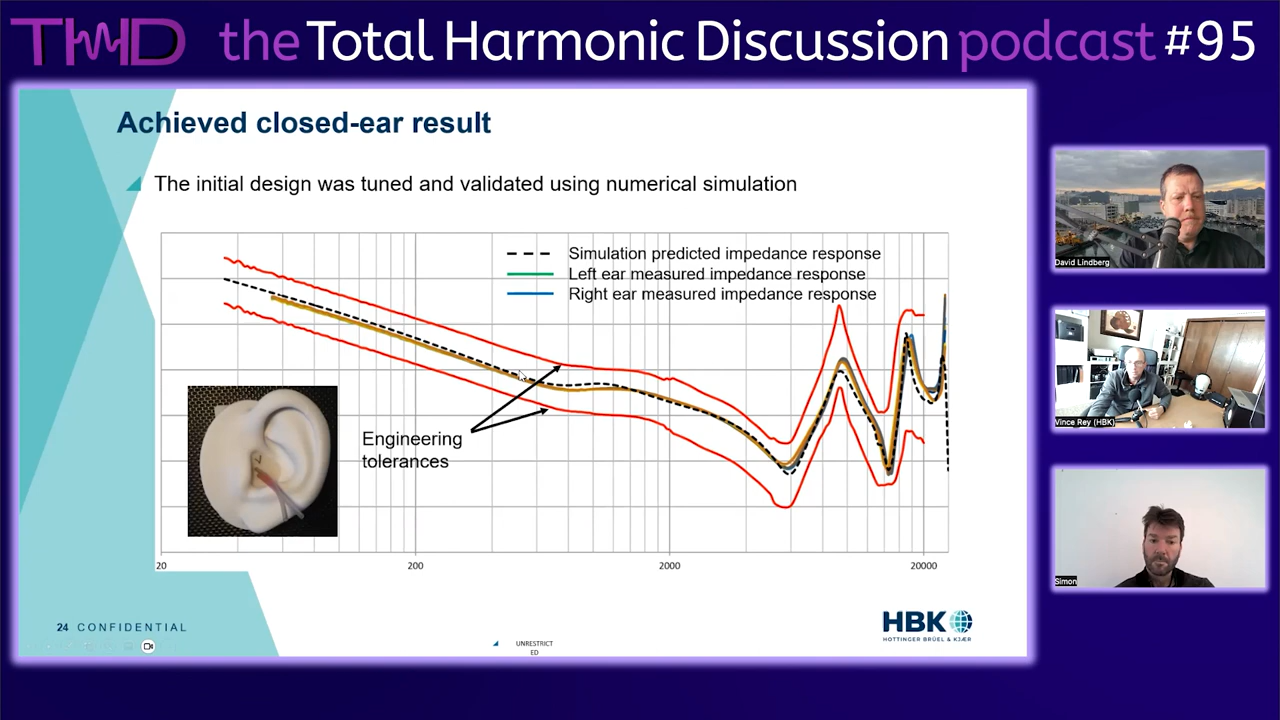 THD the Total Harmonic Discussion podcast #95
Achieved closed-ear result
The initial design was tuned and validated using numerical simulation
Simulation predicted impedance response
Left ear measured impedance response
Right ear measured impedance response
Engineering
tolerances
20 200 2000 20000
24 CONFIDENTIAL
UNRESTRICT
ED
HBK
HOTTINGER BRÜEL & KJÆR
David Lindberg
Vince Rey (HBK)
Simon